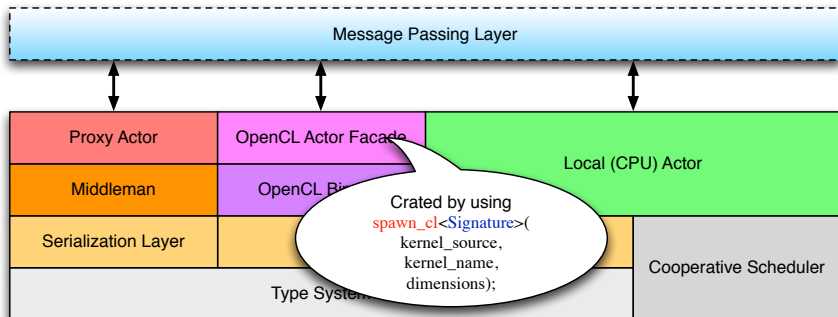 Message Passing Layer
Proxy Actor
OpenCL Actor Facade
Local (CPU) Actor
Middleman
OpenCL
Crated by using
spawn_cl<Signature>(
kernel_source,
kernel_name,
dimensions);
Serialization Layer
Cooperative Scheduler
Type System